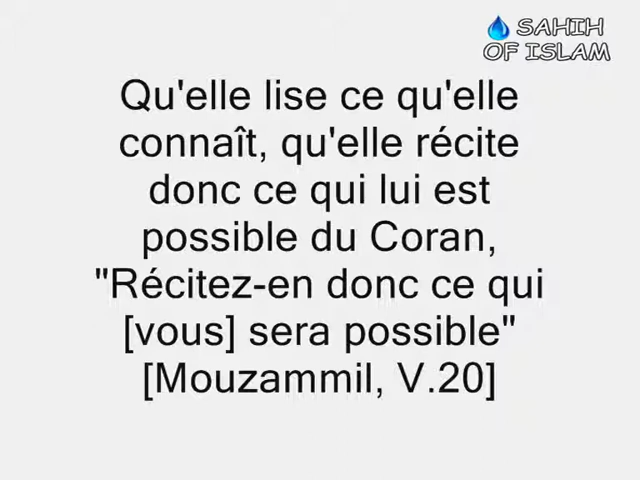 SAHIH
OF ISLAM
Qu'elle lise ce qu'elle
connaît, qu'elle récite
donc ce qui lui est
possible du Coran,
"Récitez-en donc ce qui
[vous] sera possible"
[Mouzammil, V.20]